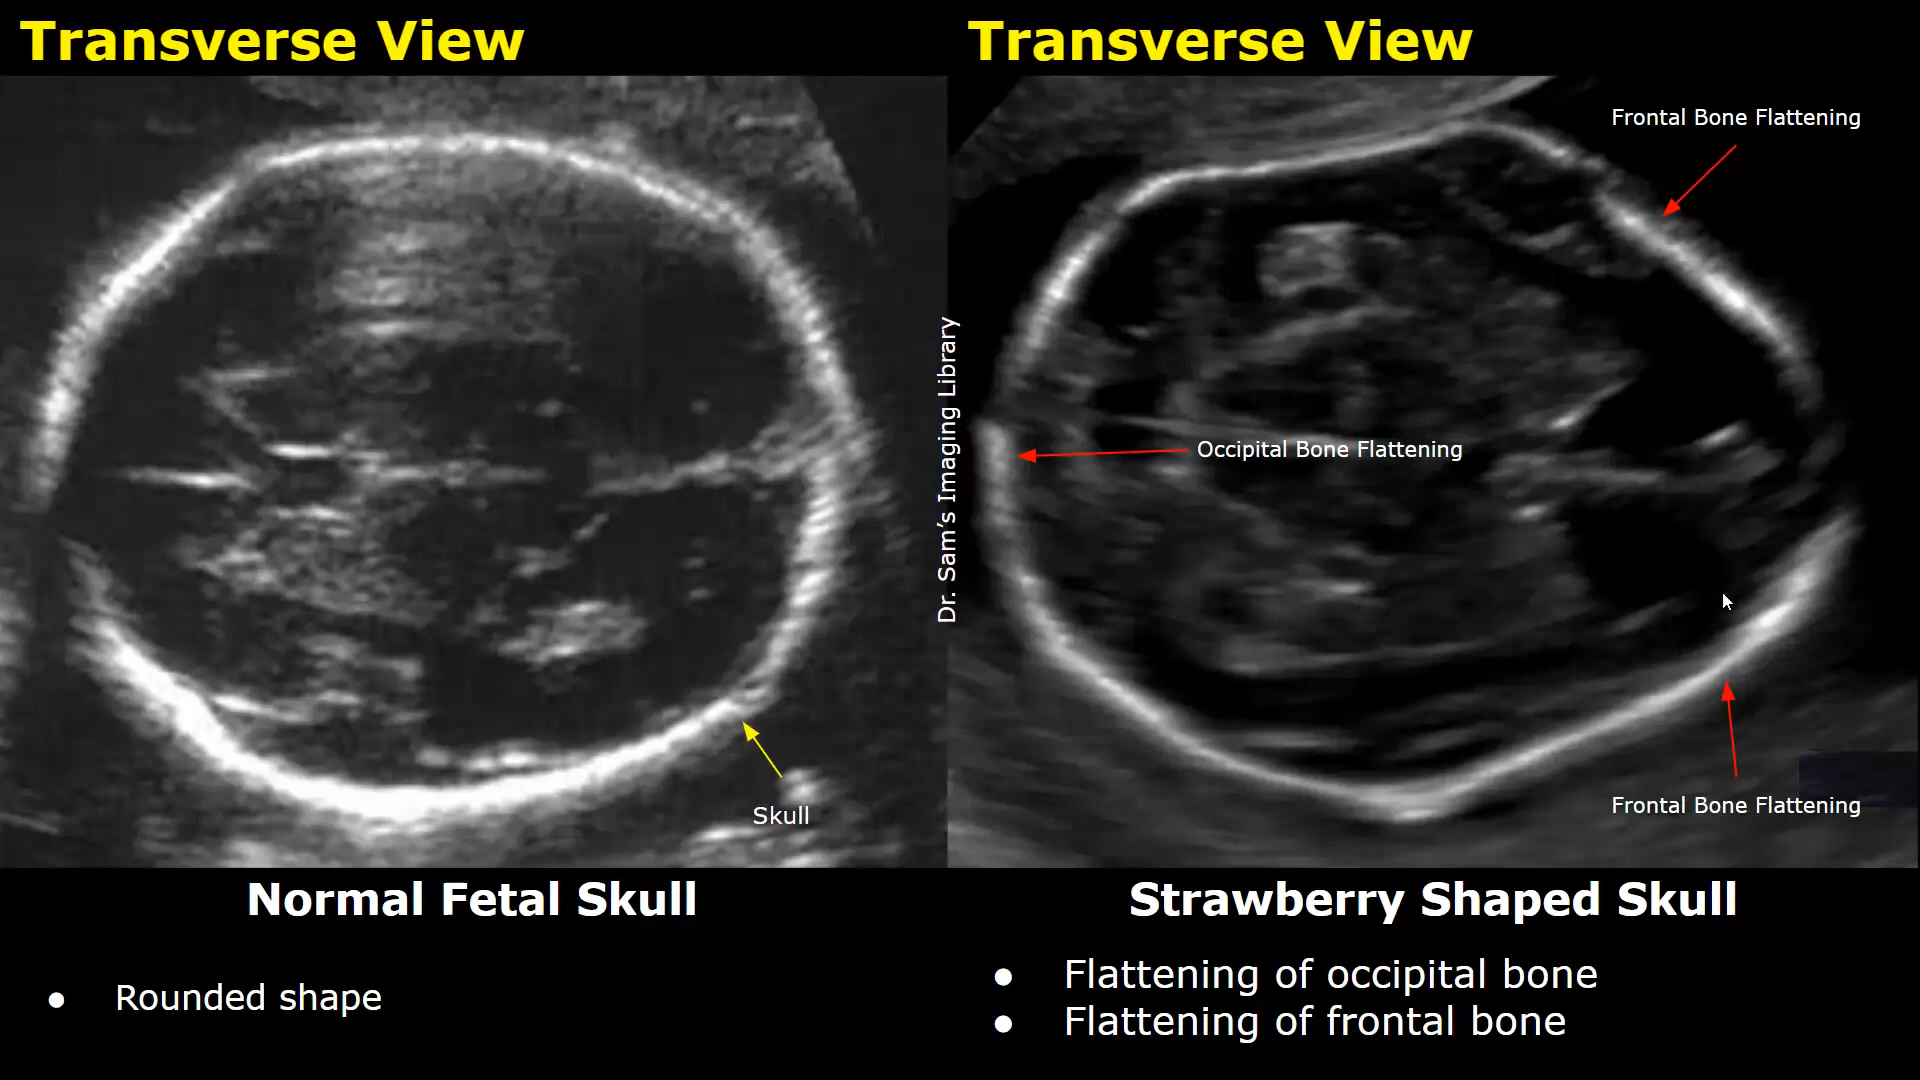 Transverse View
Skull
Normal Fetal Skull
● Rounded shape
Dr. Sam's Imaging Library
Transverse View
Frontal Bone Flattening
Occipital Bone Flattening
Frontal Bone Flattening
Strawberry Shaped Skull
● Flattening of occipital bone
● Flattening of frontal bone